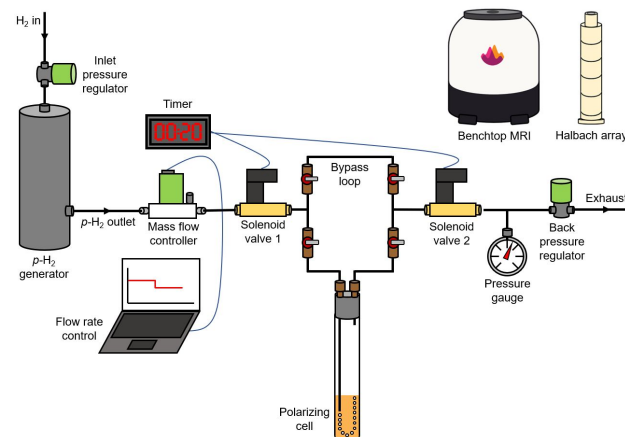 H₂ in
Inlet
pressure
regulator
Timer
00:20
Benchtop MRI
Halbach array
Bypass
loop
p-H₂ outlet
Mass flow
controller
Solenoid
valve 1
Solenoid
valve 2
Exhaust
Back
pressure
regulator
p-H₂
generator
Pressure
gauge
Flow rate
control
Polarizing
cell